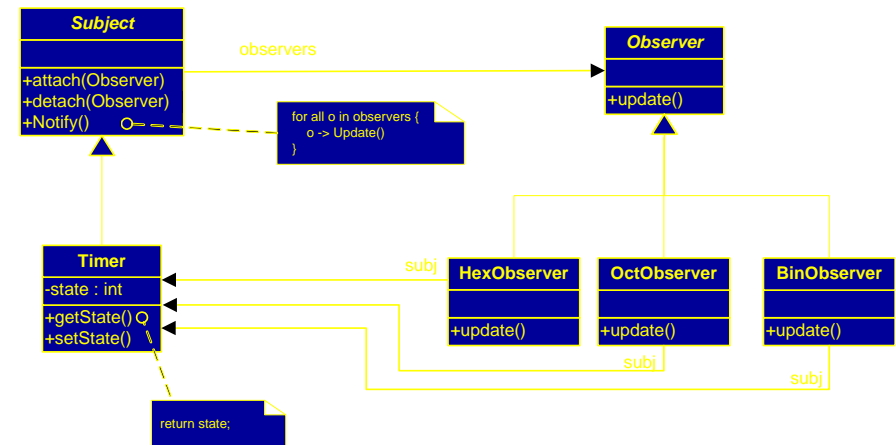 Subject
+attach(Observer)
+detach(Observer)
+Notify()
observers
Observer
+update()
for all o in observers {
o -> Update()
}
Timer
-state : int
+getState()
+setState()
subj
HexObserver
+update()
OctObserver
+update()
BinObserver
+update()
subj
subj
return state;